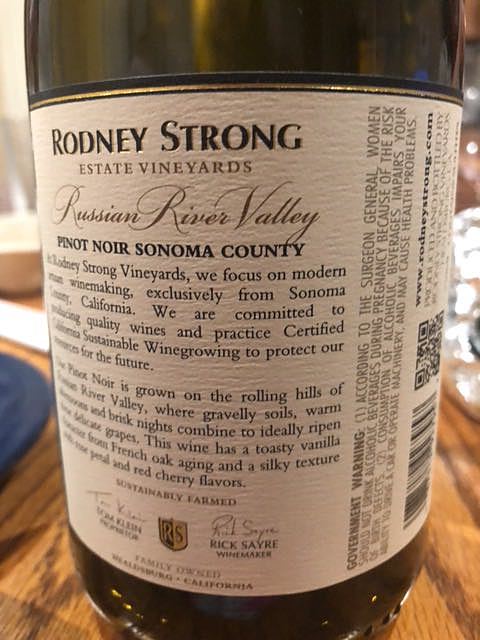 RODNEY STRONG
ESTATE VINEYARDS
Russian River Valley
PINOT NOIR SONOMA COUNTY
At Rodney Strong Vineyards, we focus on modern
winemaking, exclusively from Sonoma
County, California. We are committed to
producing quality wines and practice Certified
California Sustainable Winegrowing to protect our
for the future.
Pinot Noir is grown on the rolling hills of
Russian River Valley, where gravelly soils, warm
and brisk nights combine to ideally ripen
delicate grapes. This wine has a toasty vanilla
from French oak aging and a silky texture
with rose petal and red cherry flavors.
SUSTAINABLY FARMED
Tom Klein
TOM KLEIN
PROPRIETOR
RS
Rick Sayre
RICK SAYRE
WINEMAKER
FAMILY OWNED
HEALDSBURG • CALIFORNIA
GOVERNMENT WARNING: (1) ACCORDING TO THE SURGEON GENERAL, WOMEN
SHOULD NOT DRINK ALCOHOLIC BEVERAGES DURING PREGNANCY BECAUSE OF THE RISK
OF BIRTH DEFECTS. (2) CONSUMPTION OF ALCOHOLIC BEVERAGES IMPAIRS YOUR
ABILITY TO DRIVE A CAR OR OPERATE MACHINERY, AND MAY CAUSE HEALTH PROBLEMS.
www.rodneystrong.com